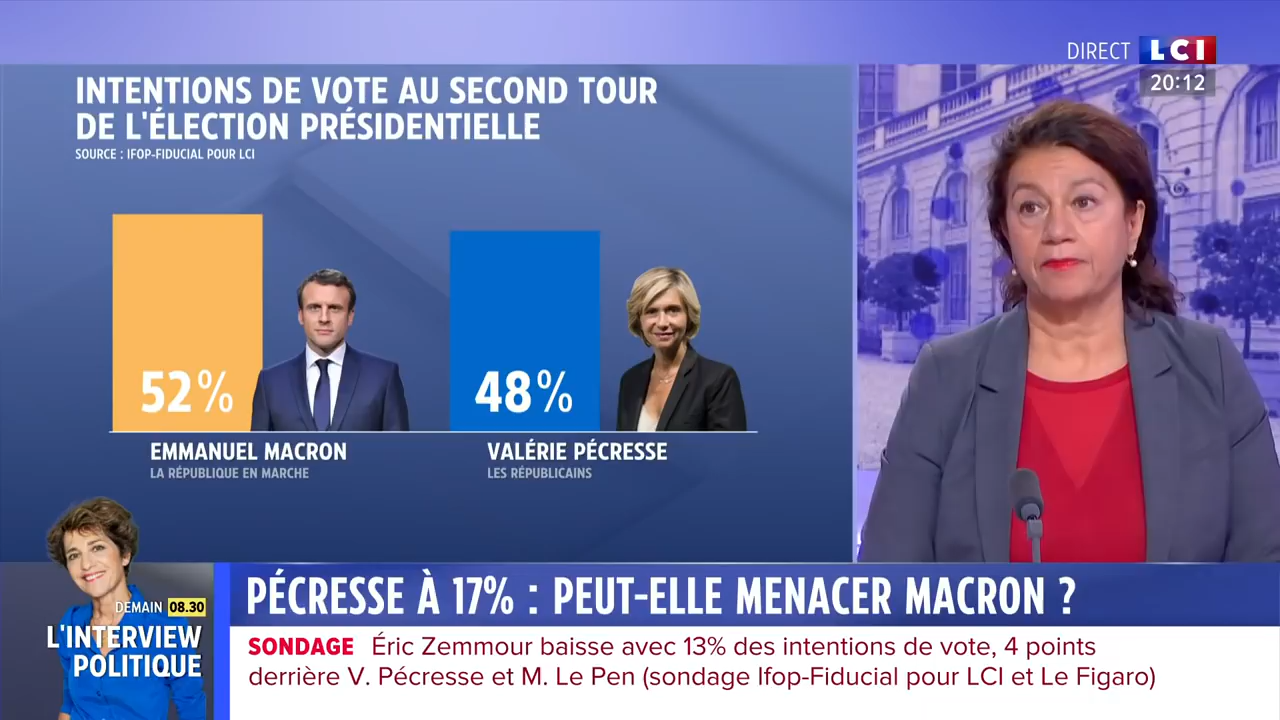 DIRECT LCI
20:12
INTENTIONS DE VOTE AU SECOND TOUR
DE L'ÉLECTION PRÉSIDENTIELLE
SOURCE : IFOP-FIDUCIAL POUR LCI
52%
48%
EMMANUEL MACRON
LA RÉPUBLIQUE EN MARCHE
VALÉRIE PÉCRESSE
LES RÉPUBLICAINS
DEMAIN 08.30
L'INTERVIEW
POLITIQUE
PÉCRESSE À 17% : PEUT-ELLE MENACER MACRON ?
SONDAGE Éric Zemmour baisse avec 13% des intentions de vote, 4 points
derrière V. Pécresse et M. Le Pen (sondage Ifop-Fiducial pour LCI et Le Figaro)